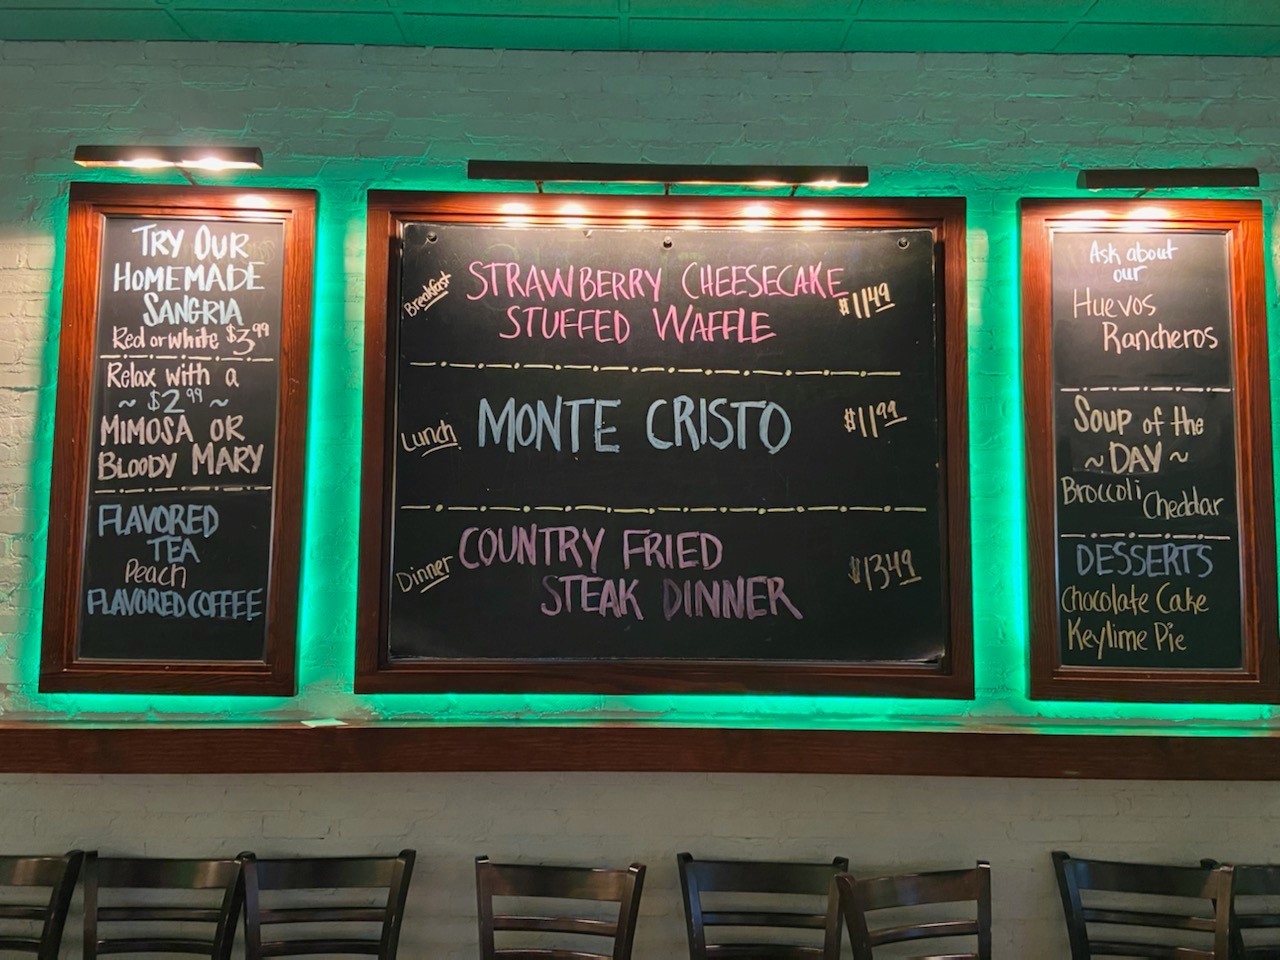 TRY OUR
HOMEMADE
SANGRIA
Red or white $3.99
Relax with a
~ $2.99 ~
MIMOSA OR
BLOODY MARY
FLAVORED
TEA
Peach
FLAVORED COFFEE
Breakfast
STRAWBERRY CHEESECAKE
STUFFED WAFFLE
$11.49
Lunch
MONTE CRISTO
$11.99
Dinner
COUNTRY FRIED
STEAK DINNER
$13.49
Ask about
our
Huevos
Rancheros
SOUP of the
~ DAY ~
Broccoli Cheddar
DESSERTS
Chocolate Cake
Keylime Pie